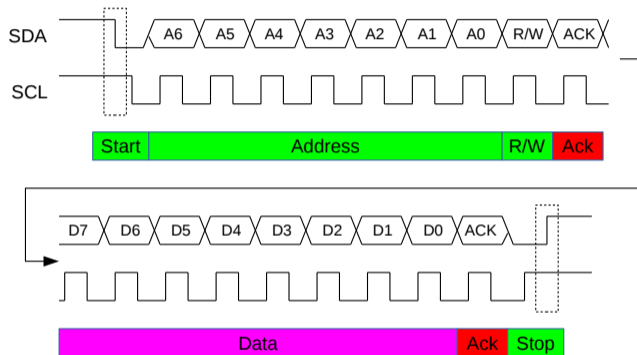 SDA A6 A5 A4 A3 A2 A1 A0 R/W ACK
SCL
Start Address R/W Ack
D7 D6 D5 D4 D3 D2 D1 D0 ACK
Data Ack Stop